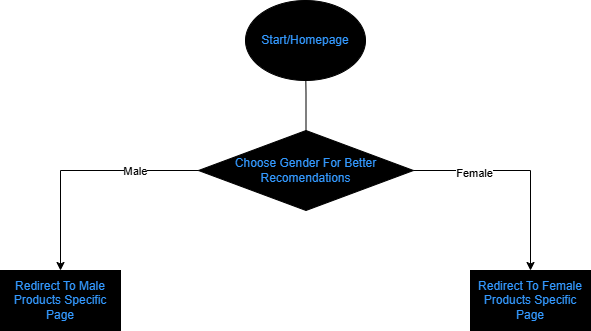 Start/Homepage
Choose Gender For Better
Recomendations
Male
Female
Redirect To Male
Products Specific
Page
Redirect To Female
Products Specific
Page